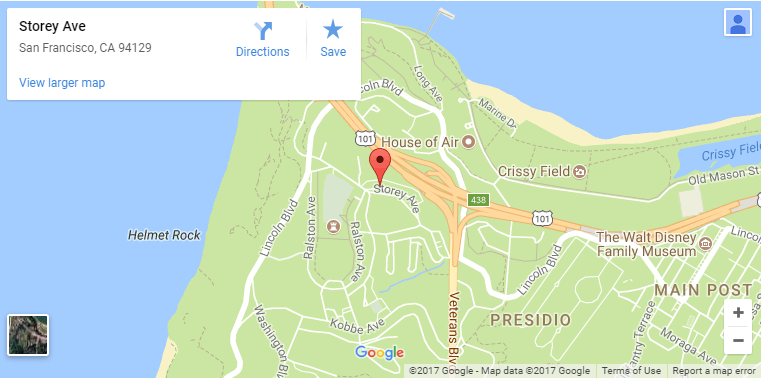 Storey Ave
San Francisco, CA 94129
Directions
Save
View larger map
Lincoln Blvd
Long Ave
Marine Dr
101
House of Air
Crissy Field
Crissy Field
Old Mason St
Storey Ave
438
101
Ralston Ave
Lincoln Blvd
Helmet Rock
Ralston Ave
Lincoln Blvd
The Walt Disney
Family Museum
Lincoln Blvd
MAIN POST
Washington Blvd
Kobbe Ave
Veterans Blv
PRESIDIO
Moraga Ave
Google
©2017 Google - Map data ©2017 Google
Terms of Use
Report a map error